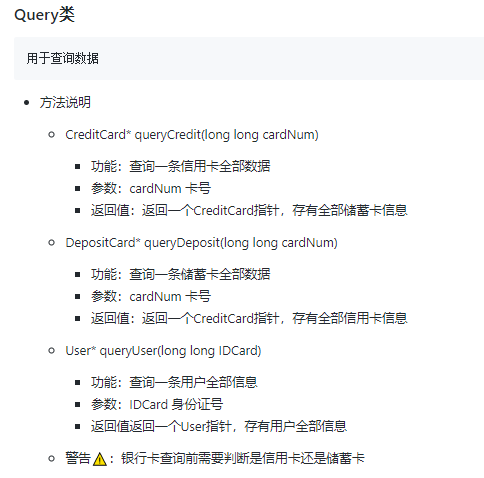 Query类
用于查询数据
方法说明
CreditCard* queryCredit(long long cardNum)
功能：查询一条信用卡全部数据
参数：cardNum 卡号
返回值：返回一个CreditCard指针，存有全部储蓄卡信息
DepositCard* queryDeposit(long long cardNum)
功能：查询一条储蓄卡全部数据
参数：cardNum 卡号
返回值：返回一个CreditCard指针，存有全部信用卡信息
User* queryUser(long long IDCard)
功能：查询一条用户全部信息
参数：IDCard 身份证号
返回值返回一个User指针，存有用户全部信息
警告⚠：银行卡查询前需要判断是信用卡还是储蓄卡